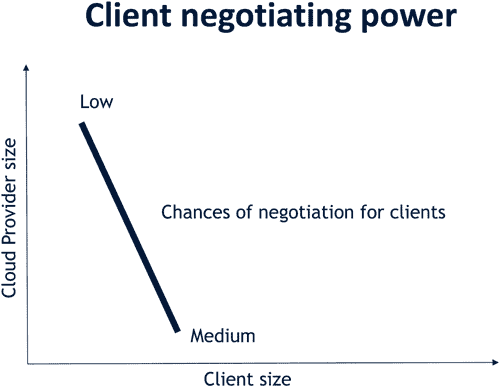 Client negotiating power
Low
Cloud Provider size
Chances of negotiation for clients
Medium
Client size